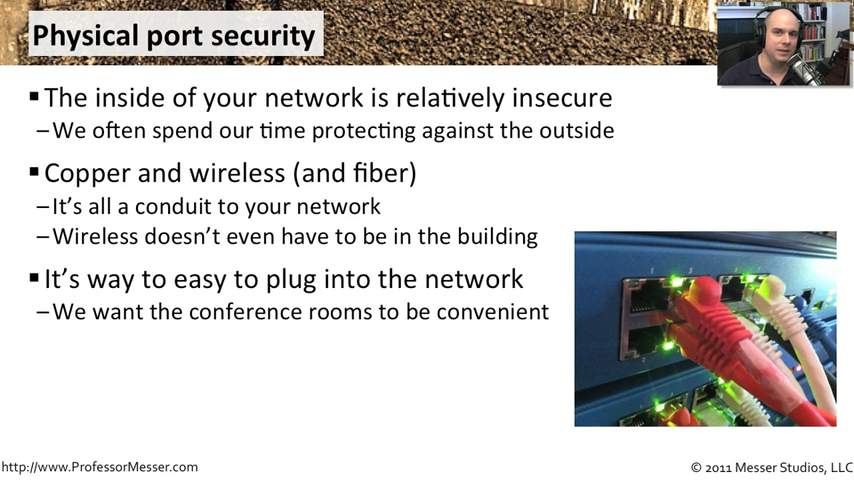 Physical port security
▪ The inside of your network is relatively insecure
– We often spend our time protecting against the outside
▪ Copper and wireless (and fiber)
– It's all a conduit to your network
– Wireless doesn't even have to be in the building
▪ It's way to easy to plug into the network
– We want the conference rooms to be convenient
http://www.ProfessorMesser.com
© 2011 Messer Studios, LLC